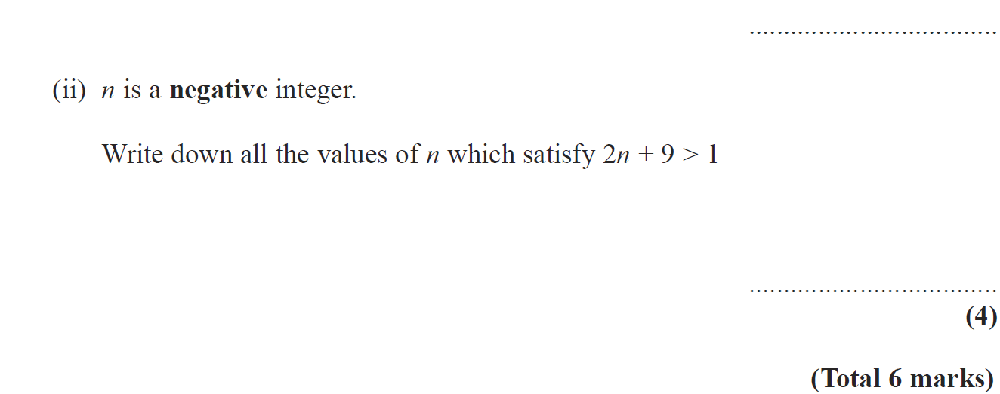 ....................................
(ii) n is a negative integer.
Write down all the values of n which satisfy 2n + 9 > 1
....................................
(4)
(Total 6 marks)